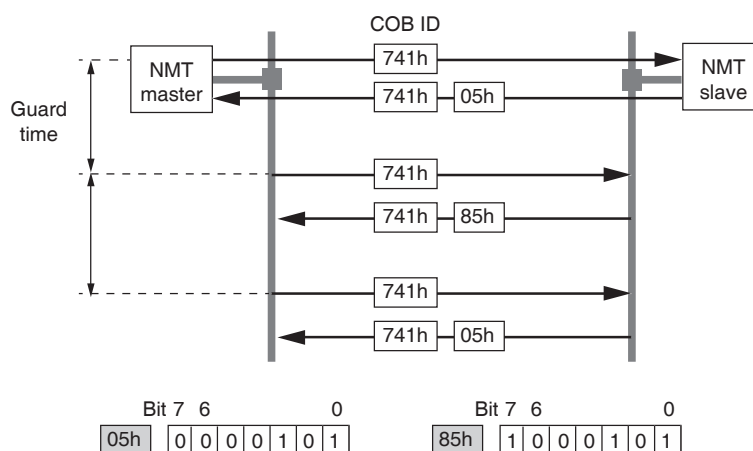 COB ID
NMT master
741h
NMT slave
741h 05h
Guard time
741h
741h 85h
741h
741h 05h
Bit 7 6 0
05h 0 0 0 0 0 1 0 1
Bit 7 6 0
85h 1 0 0 0 0 1 0 1